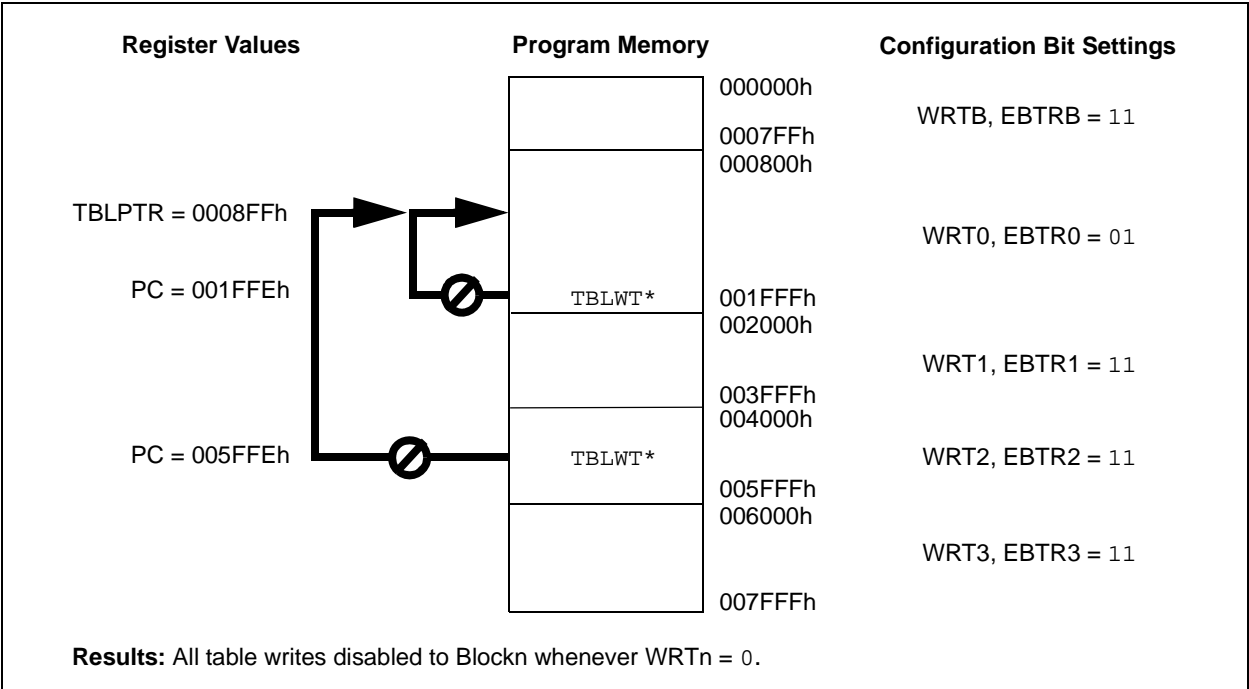 Register Values Program Memory Configuration Bit Settings
000000h
WRTB, EBTRB = 11
0007FFh
000800h
TBLPTR = 0008FFh
WRT0, EBTR0 = 01
PC = 001FFEh TBLWT* 001FFFh
002000h
WRT1, EBTR1 = 11
003FFFh
004000h
PC = 005FFEh TBLWT* WRT2, EBTR2 = 11
005FFFh
006000h
WRT3, EBTR3 = 11
007FFFh
Results: All table writes disabled to Blockn whenever WRTn = 0.